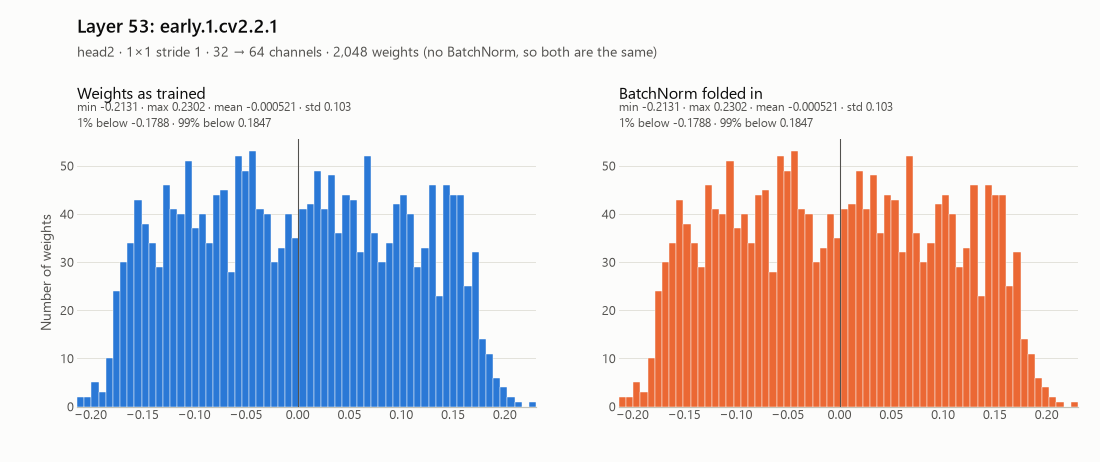 Layer 53: early.1.cv2.2.1
head2 · 1×1 stride 1 · 32 → 64 channels · 2,048 weights (no BatchNorm, so both are the same)
Weights as trained
min -0.2131 · max 0.2302 · mean -0.000521 · std 0.103
1% below -0.1788 · 99% below 0.1847
Number of weights
50
40
30
20
10
0
−0.20 −0.15 −0.10 −0.05 0.00 0.05 0.10 0.15 0.20
BatchNorm folded in
min -0.2131 · max 0.2302 · mean -0.000521 · std 0.103
1% below -0.1788 · 99% below 0.1847
50
40
30
20
10
0
−0.20 −0.15 −0.10 −0.05 0.00 0.05 0.10 0.15 0.20